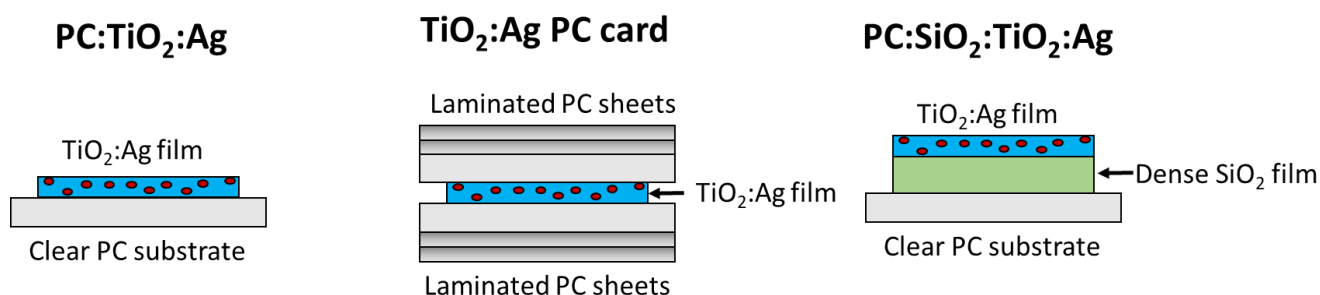 PC:TiO₂:Ag
TiO₂:Ag film
Clear PC substrate
TiO₂:Ag PC card
Laminated PC sheets
TiO₂:Ag film
Laminated PC sheets
PC:SiO₂:TiO₂:Ag
TiO₂:Ag film
Dense SiO₂ film
Clear PC substrate